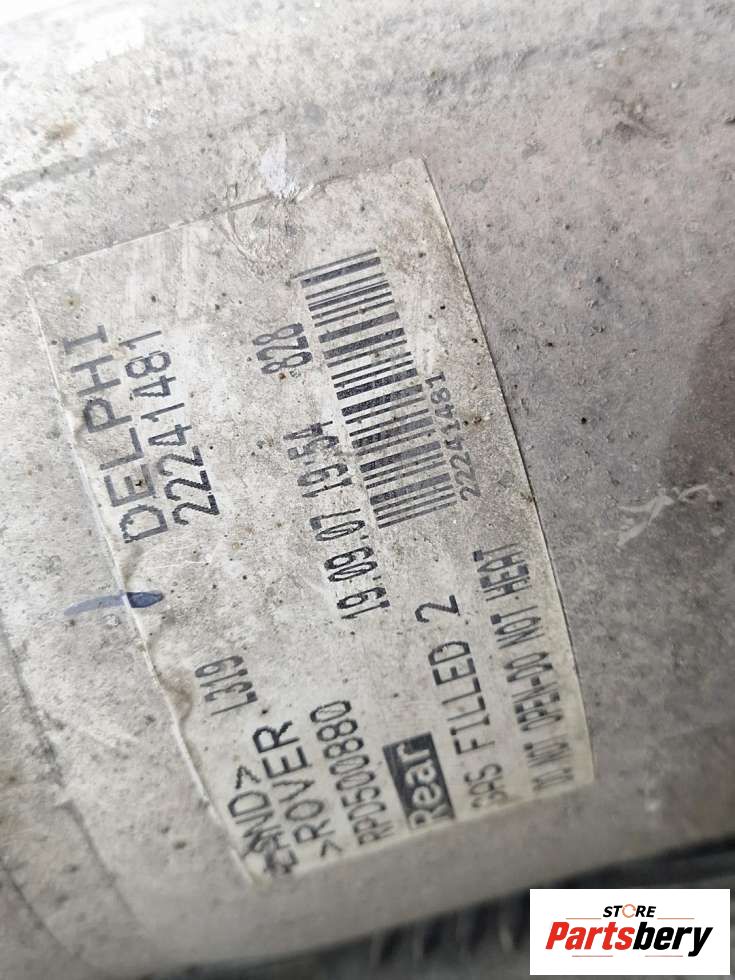 DELPHI
22241481
L319
19.09.07 19:54 828
22241481
<LAND>
>ROVER
RPD500880
Rear
GAS FILLED 2
DO NOT OPEN-DO NOT HEAT
STORE
Partsbery